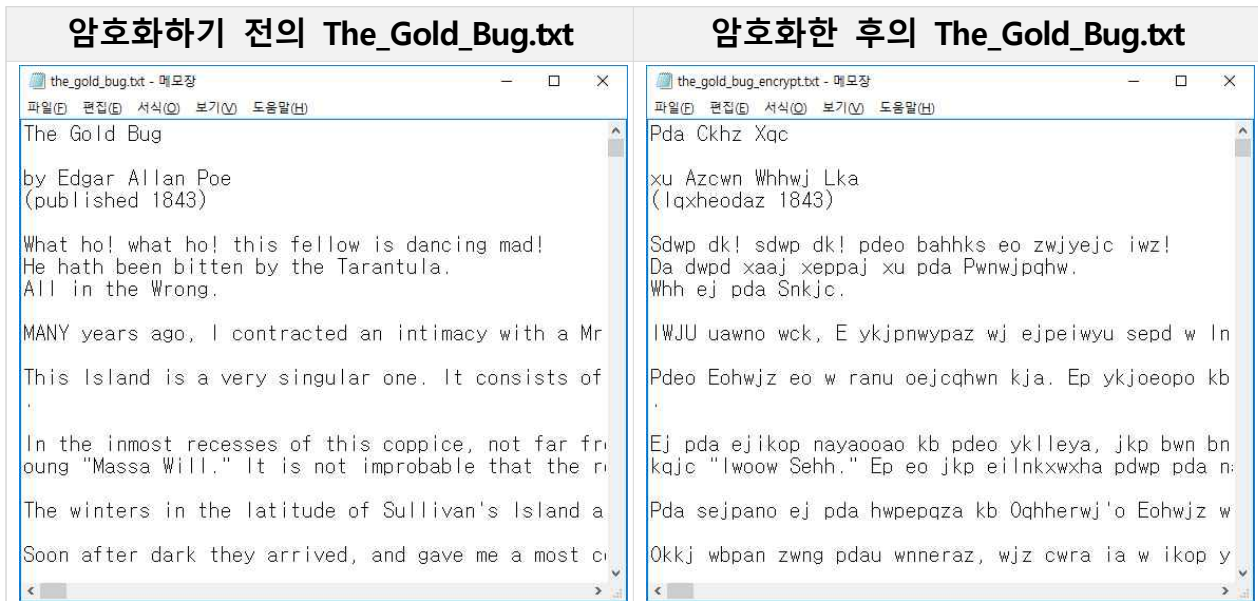 암호화하기 전의 The_Gold_Bug.txt
the_gold_bug.txt - 메모장
파일(F) 편집(E) 서식(O) 보기(V) 도움말(H)
The Gold Bug
by Edgar Allan Poe
(published 1843)
What ho! what ho! this fellow is dancing mad!
He hath been bitten by the Tarantula.
All in the Wrong.
MANY years ago, I contracted an intimacy with a Mr
This Island is a very singular one. It consists of
.
In the inmost recesses of this coppice, not far fr
oung "Massa Will." It is not improbable that the r
The winters in the latitude of Sullivan's Island a
Soon after dark they arrived, and gave me a most c
암호화한 후의 The_Gold_Bug.txt
the_gold_bug_encrypt.txt - 메모장
파일(F) 편집(E) 서식(O) 보기(V) 도움말(H)
Pda Ckhz Xqc
xu Azcwn Whhwj Lka
(lqxheodaz 1843)
Sdwp dk! sdwp dk! pdeo bahhks eo zwjyejc iwz!
Da dwpd xaaj xeppaj xu pda Pwnwjpqhw.
Whh ej pda Snkjc.
IWJU uawno wck, E ykjpnwypaz wj ejpeiwyu sepd w In
Pdeo Eohwjz eo w ranu oejcqhwn kja. Ep ykjoeopo kb
.
Ej pda ejikop nayaooao kb pdeo yklleya, jkp bwn bn
kqjc "Iwoow Sehh." Ep eo jkp eilnkxwxha pdwp pda n
Pda sejpano ej pda hwpepqza kb Oqhherwj'o Eohwjz w
Okkj wbpan zwng pdau wnneraz, wjz cwra ia w ikop y